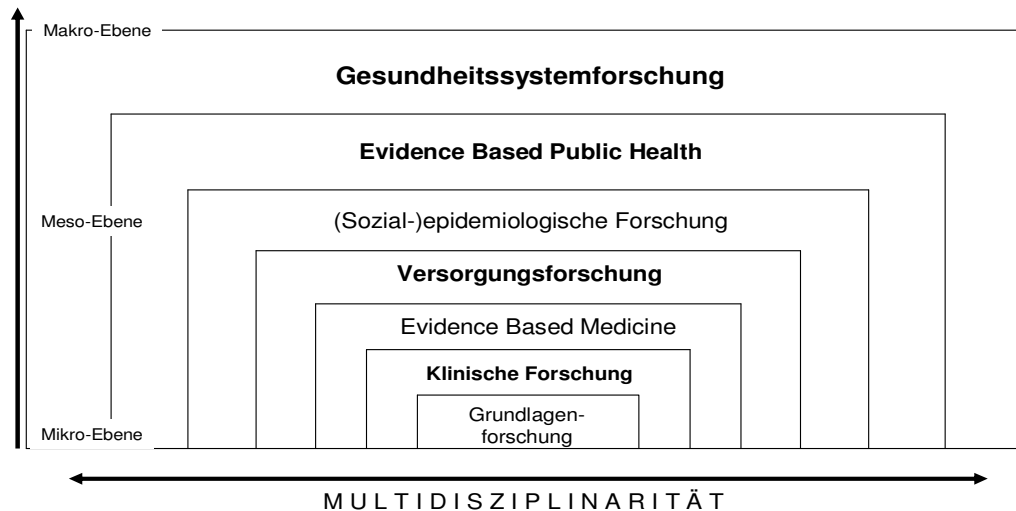 Makro-Ebene
Gesundheitssystemforschung
Evidence Based Public Health
Meso-Ebene
(Sozial-)epidemiologische Forschung
Versorgungsforschung
Evidence Based Medicine
Klinische Forschung
Grundlagen-
forschung
Mikro-Ebene
MULTIDISZIPLINARITÄT